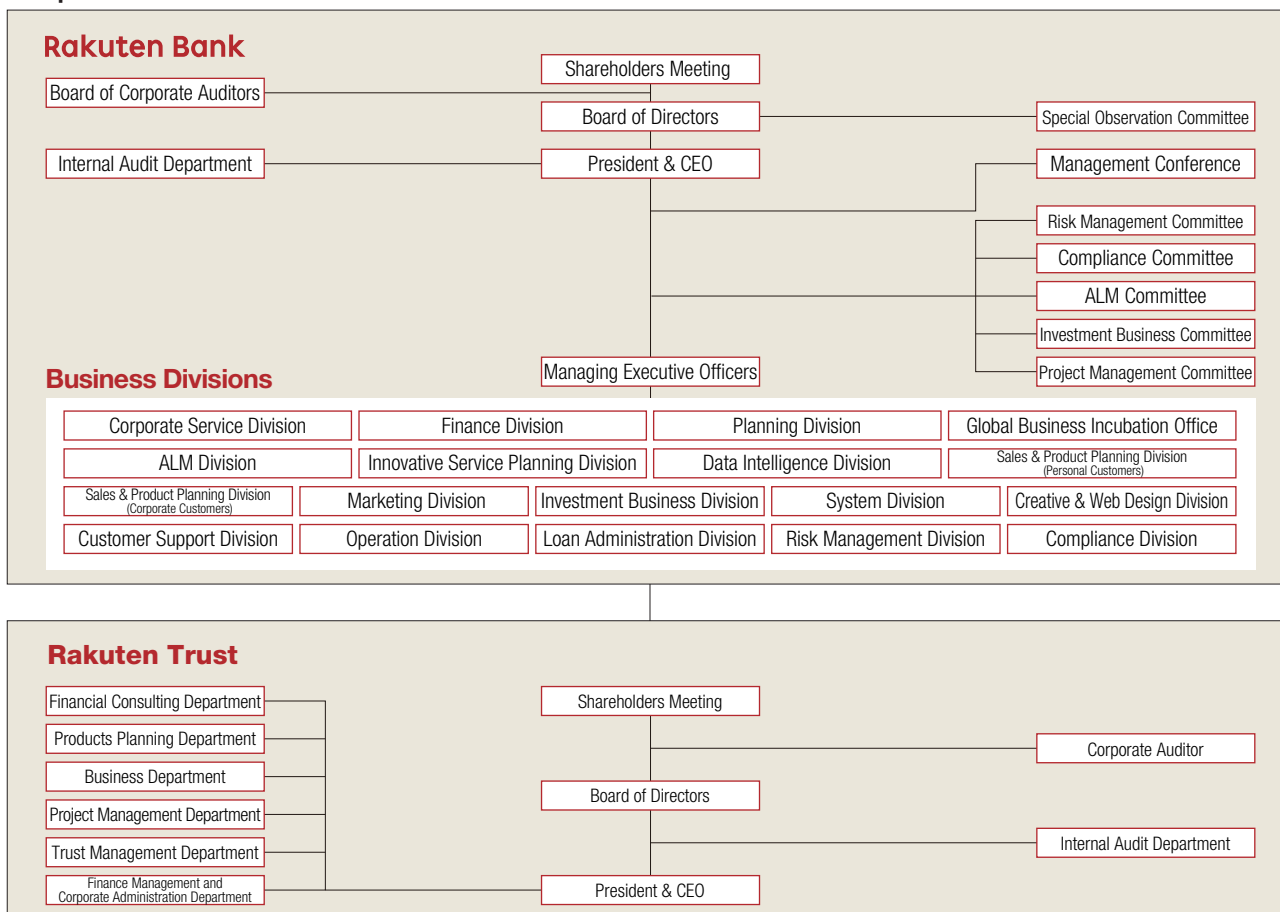 Rakuten Bank
Shareholders Meeting
Board of Corporate Auditors
Board of Directors
Special Observation Committee
Internal Audit Department
President & CEO
Management Conference
Risk Management Committee
Compliance Committee
ALM Committee
Investment Business Committee
Managing Executive Officers
Project Management Committee
Business Divisions
Corporate Service Division
Finance Division
Planning Division
Global Business Incubation Office
ALM Division
Innovative Service Planning Division
Data Intelligence Division
Sales & Product Planning Division
(Personal Customers)
Sales & Product Planning Division
(Corporate Customers)
Marketing Division
Investment Business Division
System Division
Creative & Web Design Division
Customer Support Division
Operation Division
Loan Administration Division
Risk Management Division
Compliance Division
Rakuten Trust
Financial Consulting Department
Products Planning Department
Business Department
Project Management Department
Trust Management Department
Finance Management and
Corporate Administration Department
Shareholders Meeting
Corporate Auditor
Board of Directors
Internal Audit Department
President & CEO